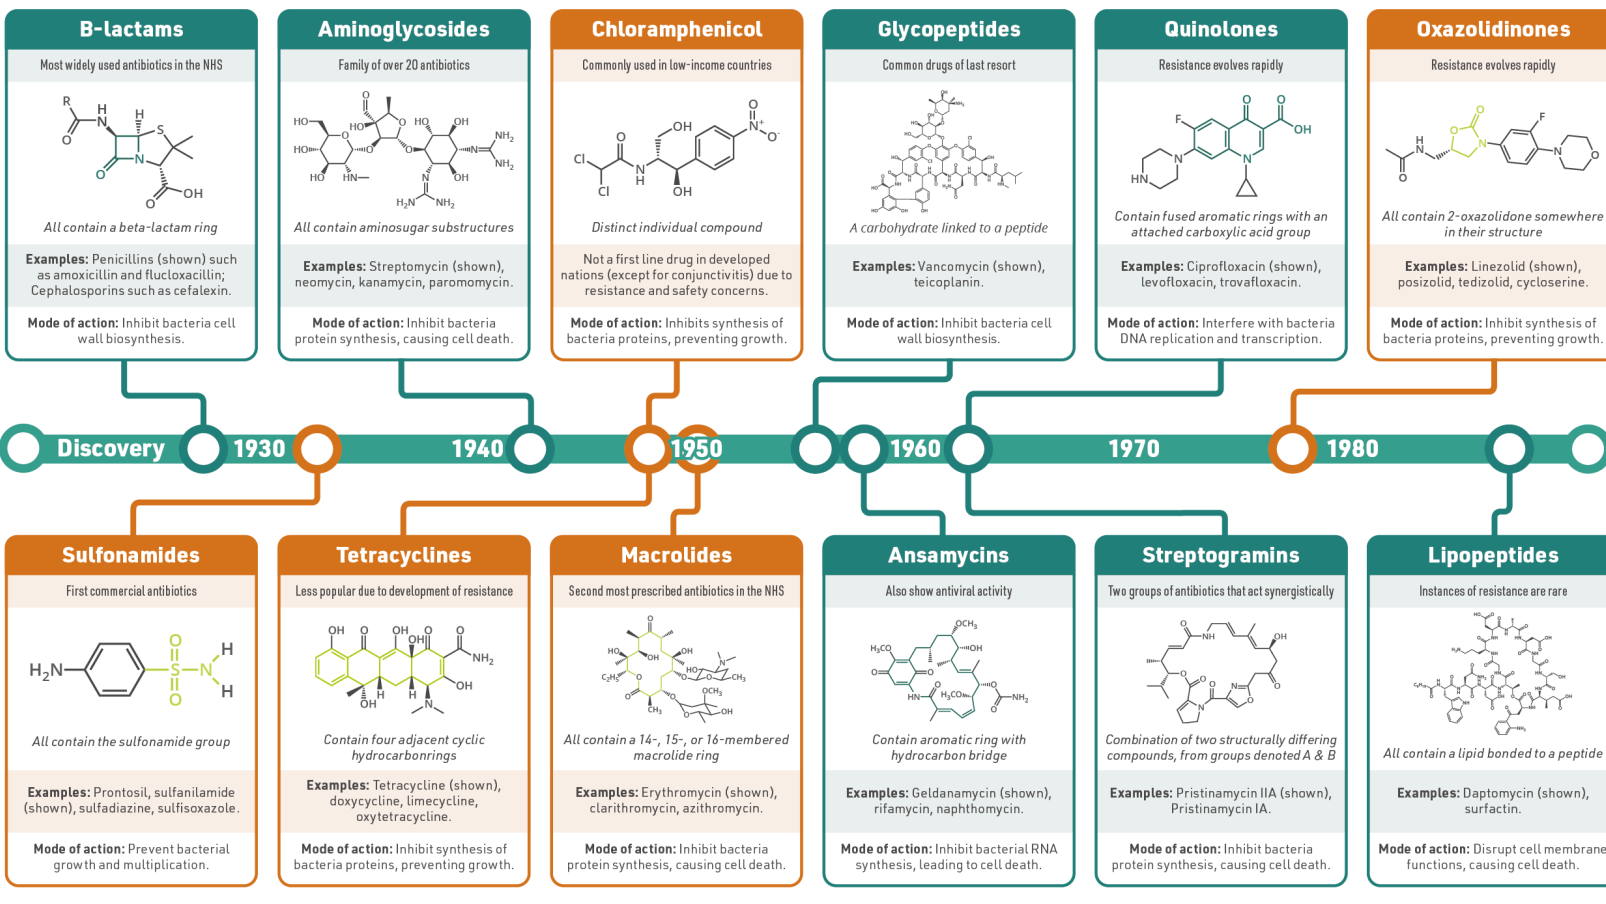 B-lactams
Most widely used antibiotics in the NHS
R
H
N
H
S
O
O
N
OH
O
All contain a beta-lactam ring
Examples: Penicillins (shown) such
as amoxicillin and flucloxacillin;
Cephalosporins such as cefalexin.
Mode of action: Inhibit bacteria cell
wall biosynthesis.
Aminoglycosides
Family of over 20 antibiotics
All contain aminosugar substructures
Examples: Streptomycin (shown),
neomycin, kanamycin, paromomycin.
Mode of action: Inhibit bacteria
protein synthesis, causing cell death.
Chloramphenicol
Commonly used in low-income countries
O
OH
N+
O-
O
Cl
N
H
Cl
OH
Distinct individual compound
Not a first line drug in developed
nations (except for conjunctivitis) due to
resistance and safety concerns.
Mode of action: Inhibits synthesis of
bacteria proteins, preventing growth.
Glycopeptides
Common drugs of last resort
A carbohydrate linked to a peptide
Examples: Vancomycin (shown),
teicoplanin.
Mode of action: Inhibit bacteria cell
wall biosynthesis.
Quinolones
Resistance evolves rapidly
O
O
F
OH
N
N
HN
Contain fused aromatic rings with an
attached carboxylic acid group
Examples: Ciprofloxacin (shown),
levofloxacin, trovafloxacin.
Mode of action: Interfere with bacteria
DNA replication and transcription.
Oxazolidinones
Resistance evolves rapidly
O
F
O
N
H
N
N
O
O
All contain 2-oxazolidone somewhere
in their structure
Examples: Linezolid (shown),
posizolid, tedizolid, cycloserine.
Mode of action: Inhibit synthesis of
bacteria proteins, preventing growth.
Discovery 1930 1940 1950 1960 1970 1980
Sulfonamides
First commercial antibiotics
O
H
H2N
S
N
O
H
All contain the sulfonamide group
Examples: Prontosil, sulfanilamide
(shown), sulfadiazine, sulfisoxazole.
Mode of action: Prevent bacterial
growth and multiplication.
Tetracyclines
Less popular due to development of resistance
OH O OH OH O O
NH2
OH
H H
OH
N
Contain four adjacent cyclic
hydrocarbonrings
Examples: Tetracycline (shown),
doxycycline, limecycline,
oxytetracycline.
Mode of action: Inhibit synthesis of
bacteria proteins, preventing growth.
Macrolides
Second most prescribed antibiotics in the NHS
All contain a 14-, 15-, or 16-membered
macrolide ring
Examples: Erythromycin (shown),
clarithromycin, azithromycin.
Mode of action: Inhibit bacteria
protein synthesis, causing cell death.
Ansamycins
Also show antiviral activity
Contain aromatic ring with
hydrocarbon bridge
Examples: Geldanamycin (shown),
rifamycin, naphthomycin.
Mode of action: Inhibit bacterial RNA
synthesis, leading to cell death.
Streptogramins
Two groups of antibiotics that act synergistically
Combination of two structurally differing
compounds, from groups denoted A & B
Examples: Pristinamycin IIA (shown),
Pristinamycin IA.
Mode of action: Inhibit bacteria
protein synthesis, causing cell death.
Lipopeptides
Instances of resistance are rare
All contain a lipid bonded to a peptide
Examples: Daptomycin (shown),
surfactin.
Mode of action: Disrupt cell membrane
functions, causing cell death.